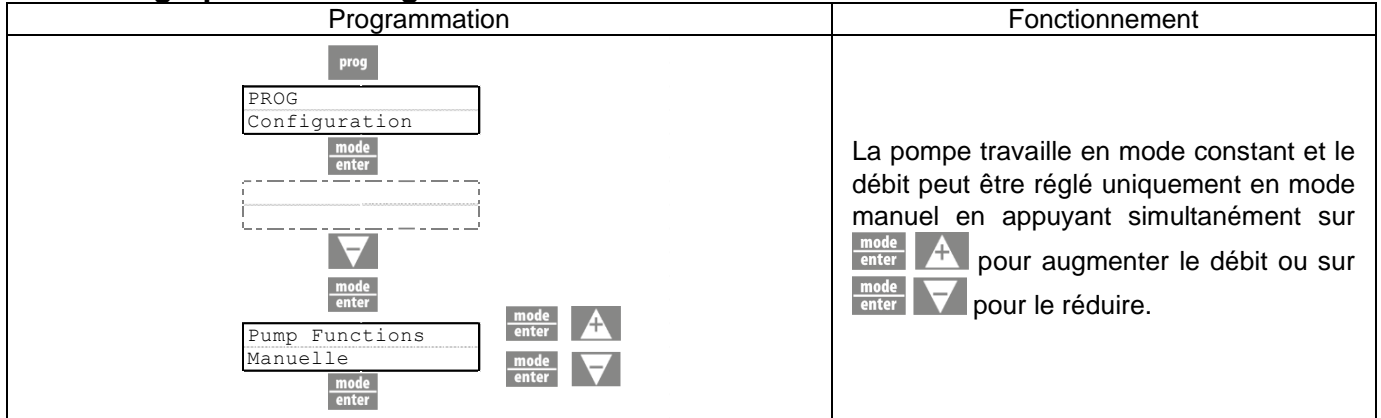 Programmation
Fonctionnement
prog
PROG
Configuration
mode
enter
mode
enter
Pump Functions
Manuelle
mode
enter
+
mode
enter
-
mode
enter
La pompe travaille en mode constant et le
débit peut être réglé uniquement en mode
manuel en appuyant simultanément sur
mode enter + pour augmenter le débit ou sur
mode enter - pour le réduire.